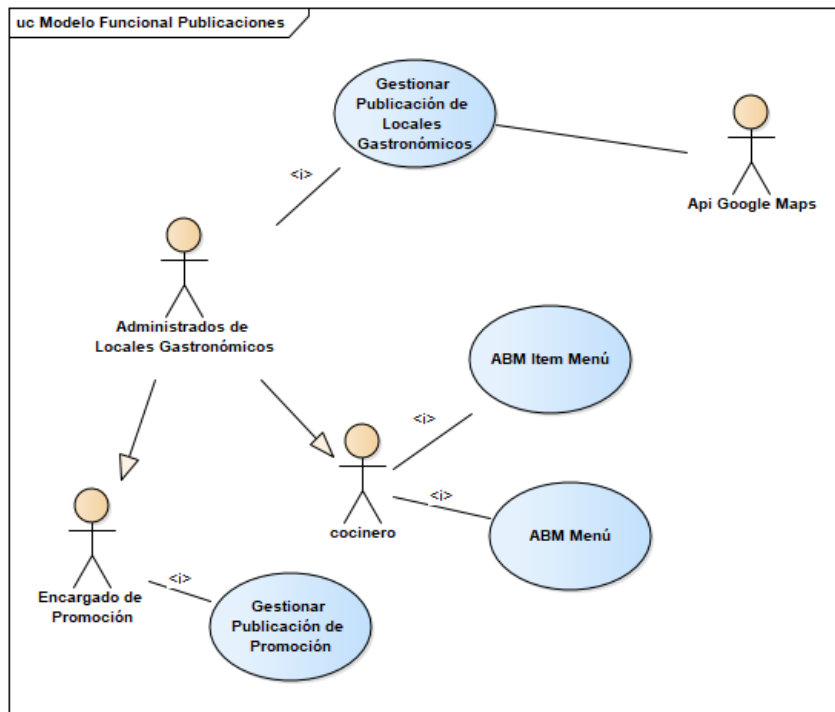 uc Modelo Funcional Publicaciones
Gestionar
Publicación de
Locales
Gastronómicos
<i>
Api Google Maps
Administrados de
Locales Gastronómicos
ABM Item Menú
<i>
cocinero
<i>
ABM Menú
Encargado de
Promoción
<i>
Gestionar
Publicación de
Promoción